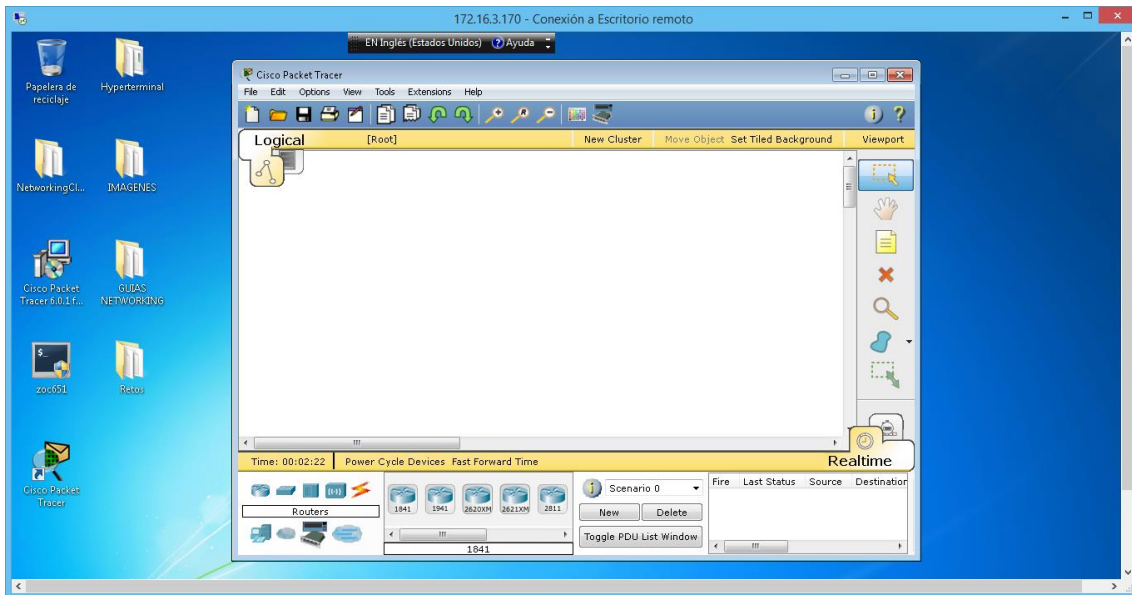 172.16.3.170 - Conexión a Escritorio remoto
EN Inglés (Estados Unidos) Ayuda
Papelera de reciclaje
Hyperterminal
NetworkingCl...
IMAGENES
Cisco Packet Tracer 6.0.1 f...
GUIAS NETWORKING
zoc651
Retos
Cisco Packet Tracer
Cisco Packet Tracer
File Edit Options View Tools Extensions Help
Logical [Root] New Cluster Move Object Set Tiled Background Viewport
Time: 00:02:22 Power Cycle Devices Fast Forward Time Realtime
Routers
1841 1941 2620XM 2621XM 2811
1841
Scenario 0
New Delete
Toggle PDU List Window
Fire Last Status Source Destination